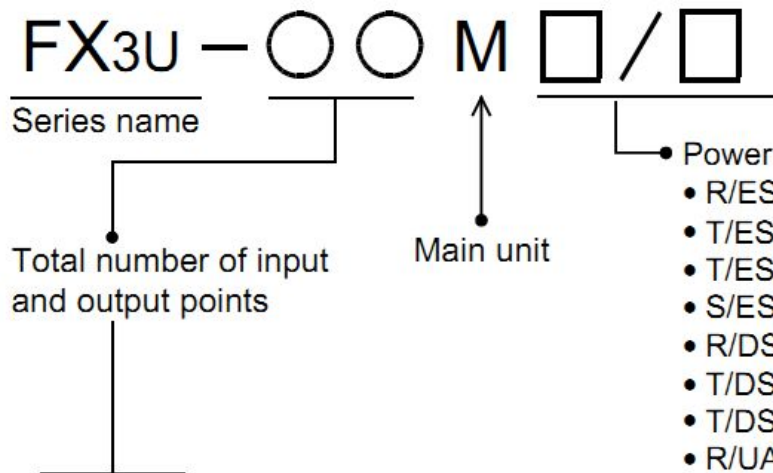 FX3U-○○ M □/□
Series name
Power
• R/ES
• T/ES
• T/ES
• S/ES
• R/DS
• T/DS
• T/DS
• R/UA
Total number of input
and output points
Main unit